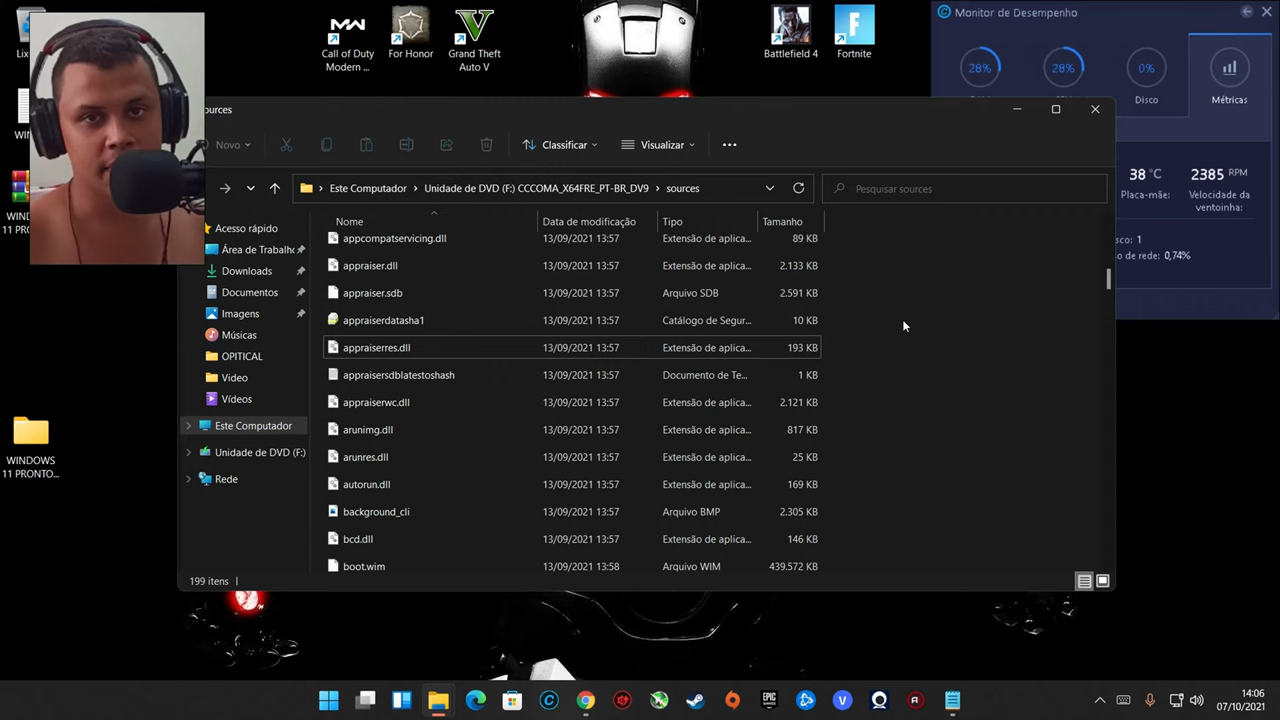 Lix
WIN
WIND
11 PRO
WINDOWS
11 PRONTO...
Call of Duty
Modern ...
For Honor
Grand Theft
Auto V
Battlefield 4
Fortnite
Monitor de Desempenho
28%
28%
0%
Disco
Métricas
38 °C
Placa-mãe:
2385 RPM
Velocidade da
ventoinha:
sco: 1
o de rede: 0,74%
ources
Novo
Classificar
Visualizar
Este Computador > Unidade de DVD (F:) CCCOMA_X64FRE_PT-BR_DV9 > sources
Pesquisar sources
Acesso rápido
Área de Trabalho
Downloads
Documentos
Imagens
Músicas
OPITICAL
Video
Vídeos
Este Computador
Unidade de DVD (F:)
Rede
Nome Data de modificação Tipo Tamanho
appcompatservicing.dll 13/09/2021 13:57 Extensão de aplica... 89 KB
appraiser.dll 13/09/2021 13:57 Extensão de aplica... 2.133 KB
appraiser.sdb 13/09/2021 13:57 Arquivo SDB 2.591 KB
appraiserdatasha1 13/09/2021 13:57 Catálogo de Segur... 10 KB
appraiserres.dll 13/09/2021 13:57 Extensão de aplica... 193 KB
appraisersdblatestoshash 13/09/2021 13:57 Documento de Te... 1 KB
appraiserwc.dll 13/09/2021 13:57 Extensão de aplica... 2.121 KB
arunimg.dll 13/09/2021 13:57 Extensão de aplica... 817 KB
arunres.dll 13/09/2021 13:57 Extensão de aplica... 25 KB
autorun.dll 13/09/2021 13:57 Extensão de aplica... 169 KB
background_cli 13/09/2021 13:57 Arquivo BMP 2.305 KB
bcd.dll 13/09/2021 13:57 Extensão de aplica... 146 KB
boot.wim 13/09/2021 13:58 Arquivo WIM 439.572 KB
199 itens
EPIC
GAMES
14:06
07/10/2021